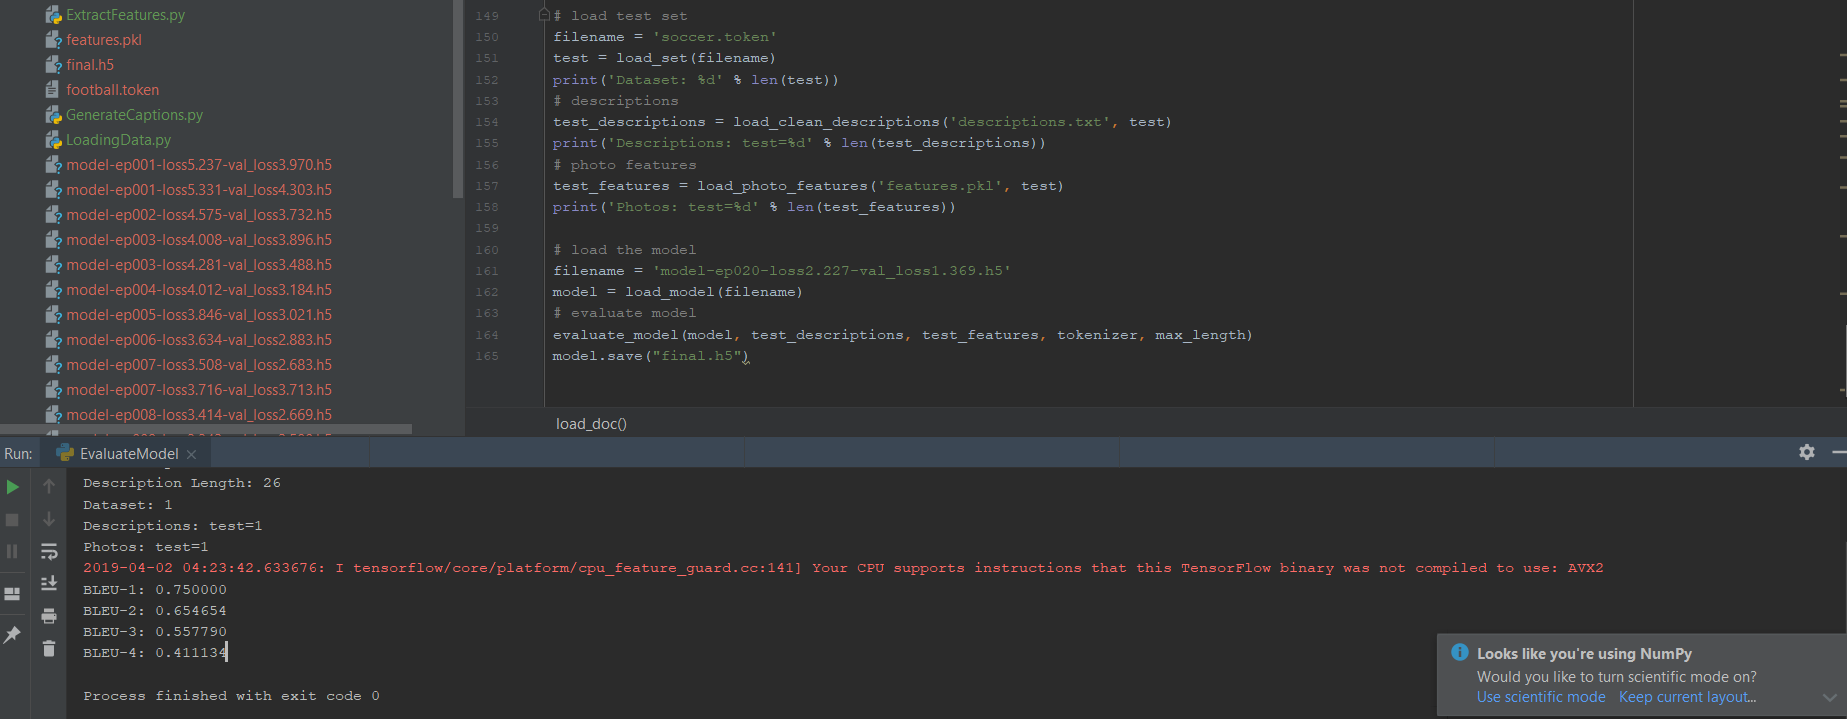 ExtractFeatures.py
features.pkl
final.h5
football.token
GenerateCaptions.py
LoadingData.py
model-ep001-loss5.237-val_loss3.970.h5
model-ep001-loss5.331-val_loss4.303.h5
model-ep002-loss4.575-val_loss3.732.h5
model-ep003-loss4.008-val_loss3.896.h5
model-ep003-loss4.281-val_loss3.488.h5
model-ep004-loss4.012-val_loss3.184.h5
model-ep005-loss3.846-val_loss3.021.h5
model-ep006-loss3.634-val_loss2.883.h5
model-ep007-loss3.508-val_loss2.683.h5
model-ep007-loss3.716-val_loss3.713.h5
model-ep008-loss3.414-val_loss2.669.h5
149 # load test set
150 filename = 'soccer.token'
151 test = load_set(filename)
152 print('Dataset: %d' % len(test))
153 # descriptions
154 test_descriptions = load_clean_descriptions('descriptions.txt', test)
155 print('Descriptions: test=%d' % len(test_descriptions))
156 # photo features
157 test_features = load_photo_features('features.pkl', test)
158 print('Photos: test=%d' % len(test_features))
159
160 # load the model
161 filename = 'model-ep020-loss2.227-val_loss1.369.h5'
162 model = load_model(filename)
163 # evaluate model
164 evaluate_model(model, test_descriptions, test_features, tokenizer, max_length)
165 model.save("final.h5")
load_doc()
Run: EvaluateModel
Description Length: 26
Dataset: 1
Descriptions: test=1
Photos: test=1
2019-04-02 04:23:42.633676: I tensorflow/core/platform/cpu_feature_guard.cc:141] Your CPU supports instructions that this TensorFlow binary was not compiled to use: AVX2
BLEU-1: 0.750000
BLEU-2: 0.654654
BLEU-3: 0.557790
BLEU-4: 0.411134
Process finished with exit code 0
Looks like you're using NumPy
Would you like to turn scientific mode on?
Use scientific mode Keep current layout...